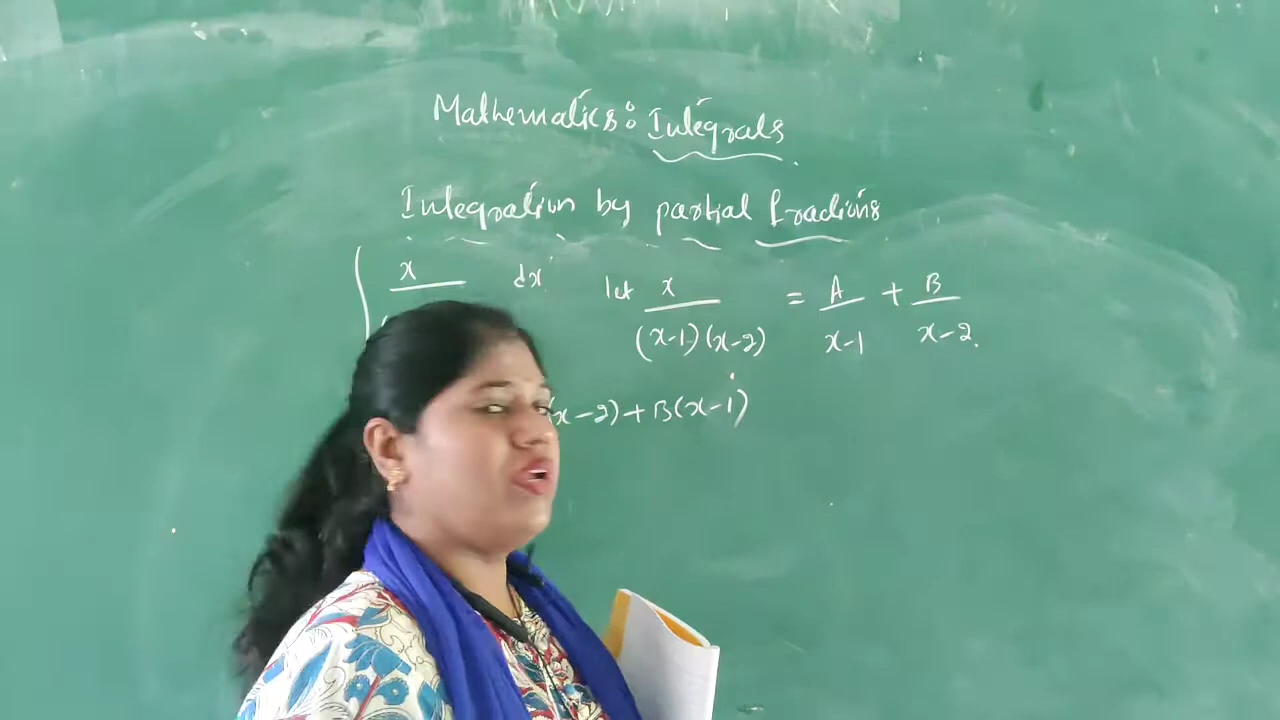 Mathematics: Integrals
Integration by partial fractions
∫ x/( dx let x/((x-1)(x-2)) = A/(x-1) + B/(x-2).
(x-2)+B(x-1)